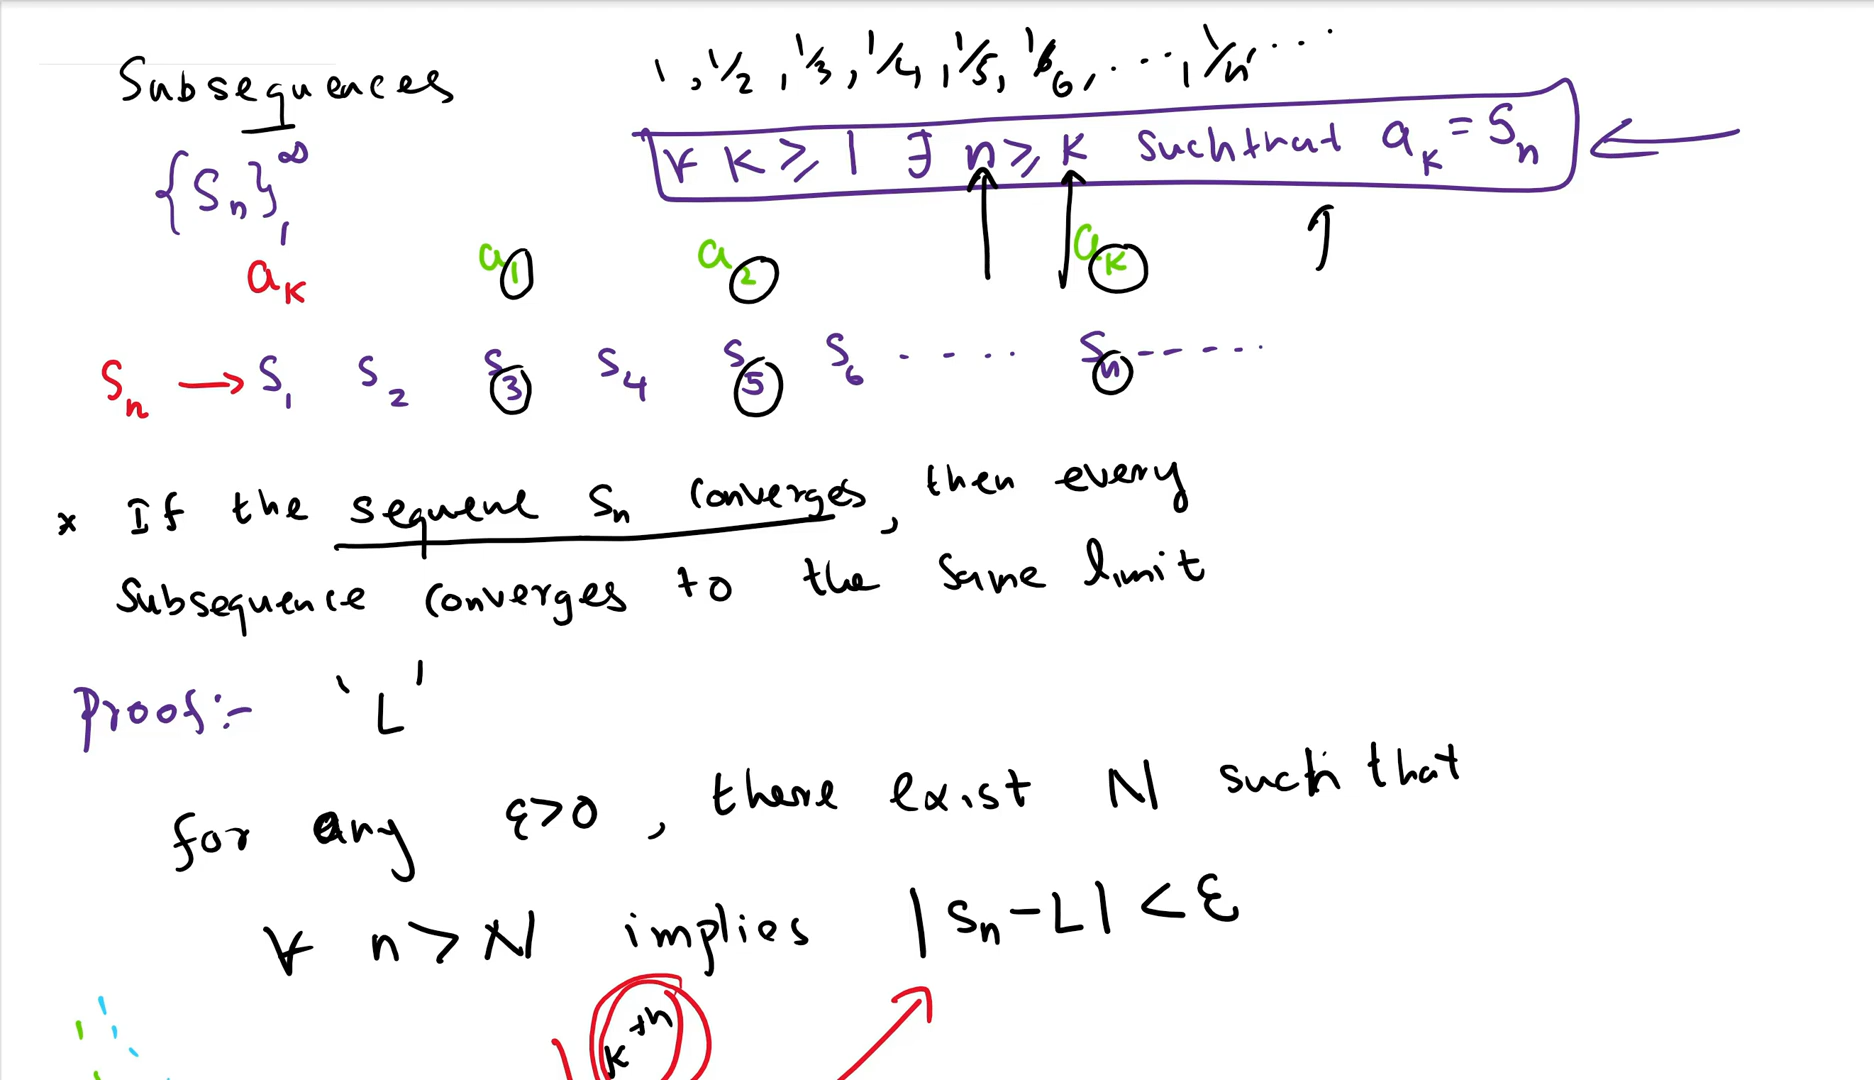 Subsequences
1, 1/2, 1/3, 1/4, 1/5, 1/6, ..., 1/n ...
{Sₙ}₁^∞
∀ K ≥ 1 ∃ n ≥ K such that aₖ = Sₙ
aₖ a₁ a₂ aₖ
Sₙ → S₁ S₂ S₃ S₄ S₅ S₆ ..... Sₙ ------
* If the sequene Sₙ converges, then every
Subsequence converges to the same limit
Proof:- 'L'
for any ε>0, there exist N such that
∀ n > N implies |Sₙ - L| < ε
K^th